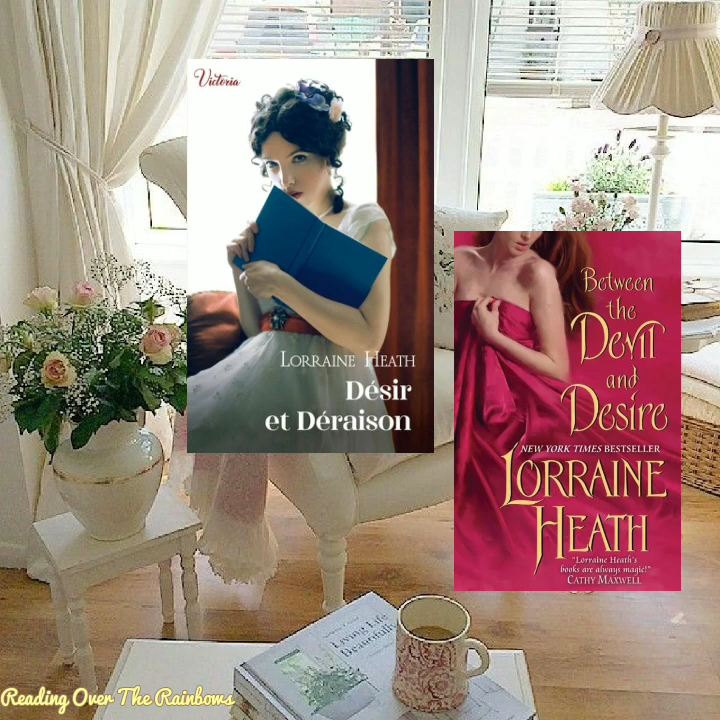 Victoria
LORRAINE HEATH
Désir
et Déraison
Between
the
Devil
and
Desire
NEW YORK TIMES BESTSELLER
LORRAINE
HEATH
"Lorraine Heath's
books are always magic!"
CATHY MAXWELL
Living Life
Beautifully
Reading Over The Rainbows